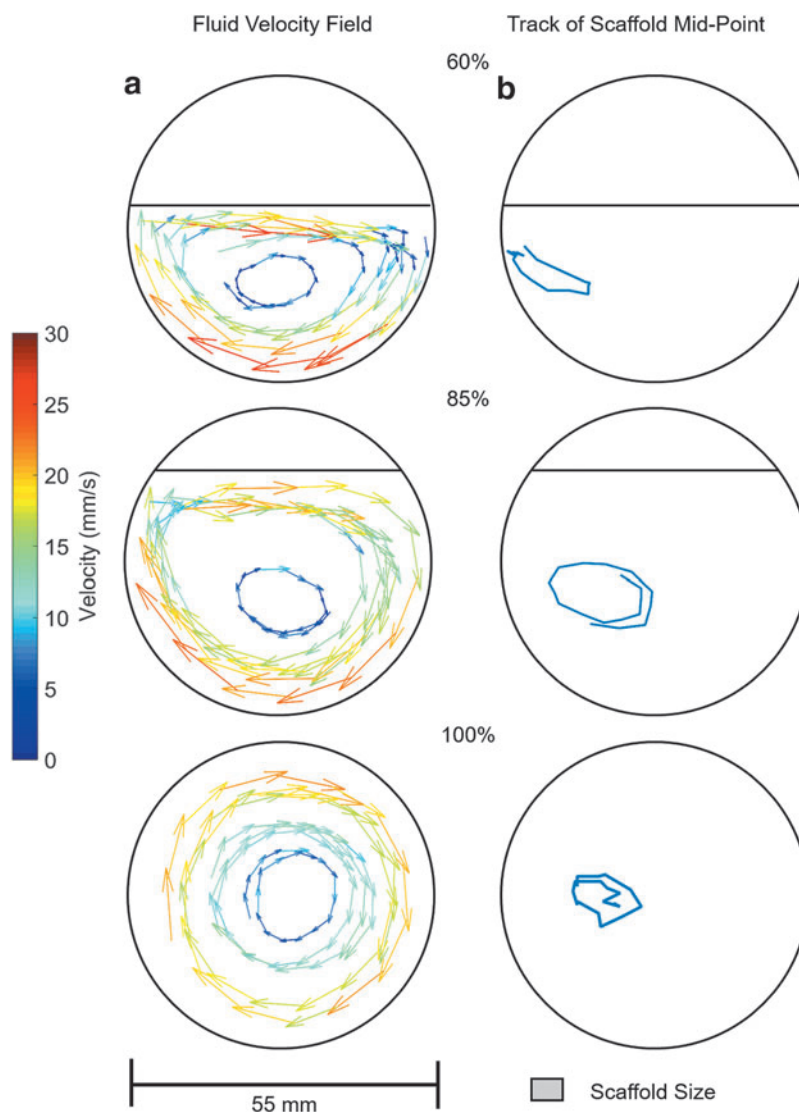 Fluid Velocity Field
Track of Scaffold Mid-Point
60%
a
b
30
25
20
15
10
5
0
Velocity (mm/s)
85%
100%
55 mm
Scaffold Size